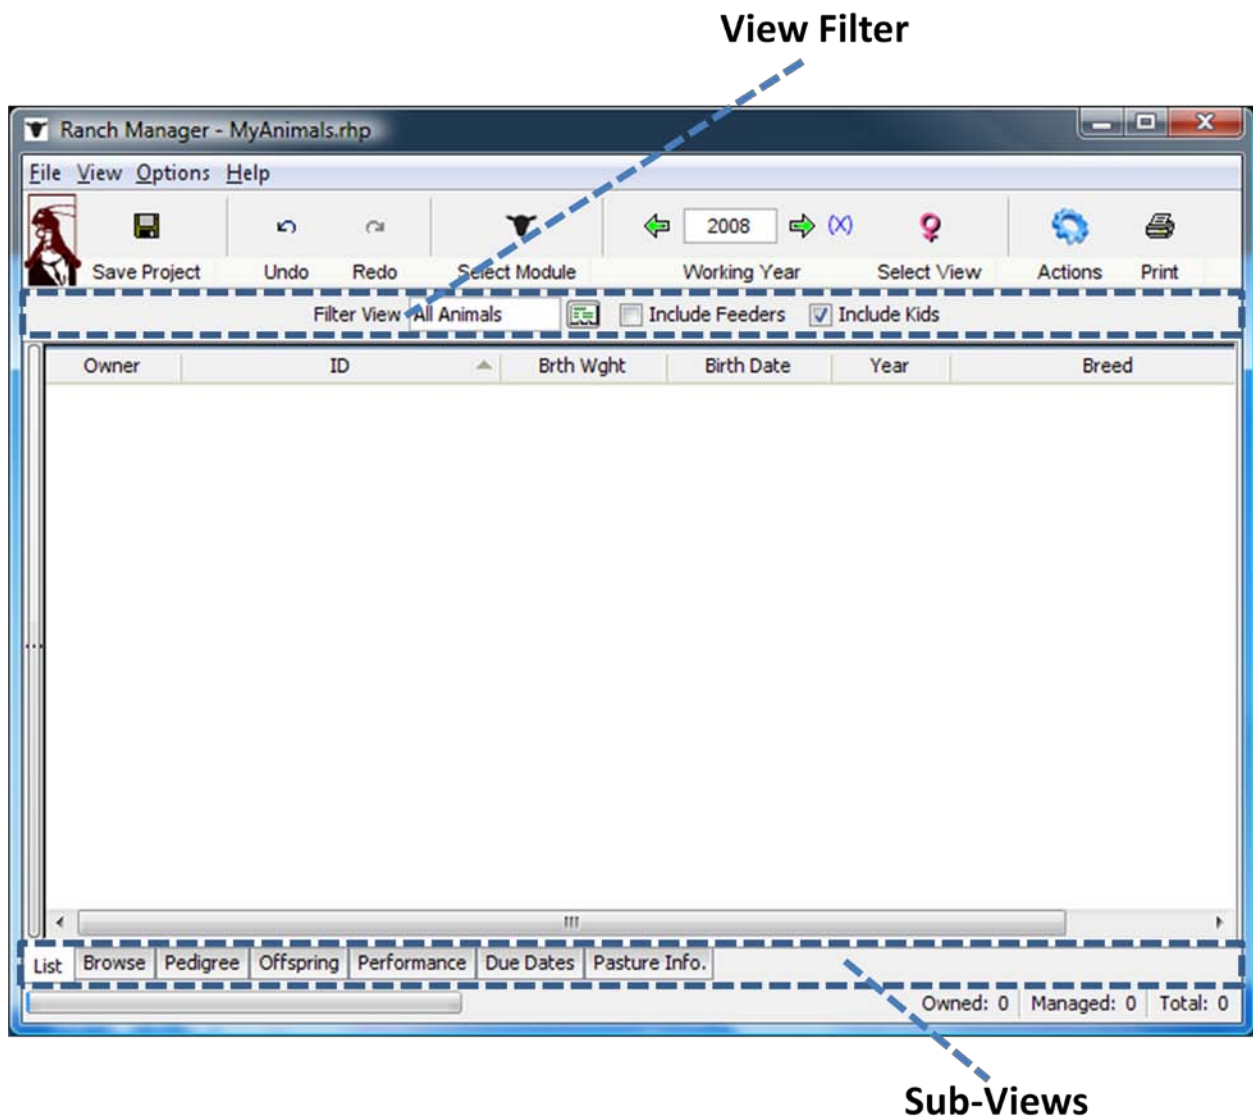 View Filter
Ranch Manager - MyAnimals.rhp
File View Options Help
2008 (X)
Save Project Undo Redo Select Module Working Year Select View Actions Print
Filter View All Animals Include Feeders Include Kids
Owner ID Brth Wght Birth Date Year Breed
List Browse Pedigree Offspring Performance Due Dates Pasture Info.
Owned: 0 Managed: 0 Total: 0
Sub-Views